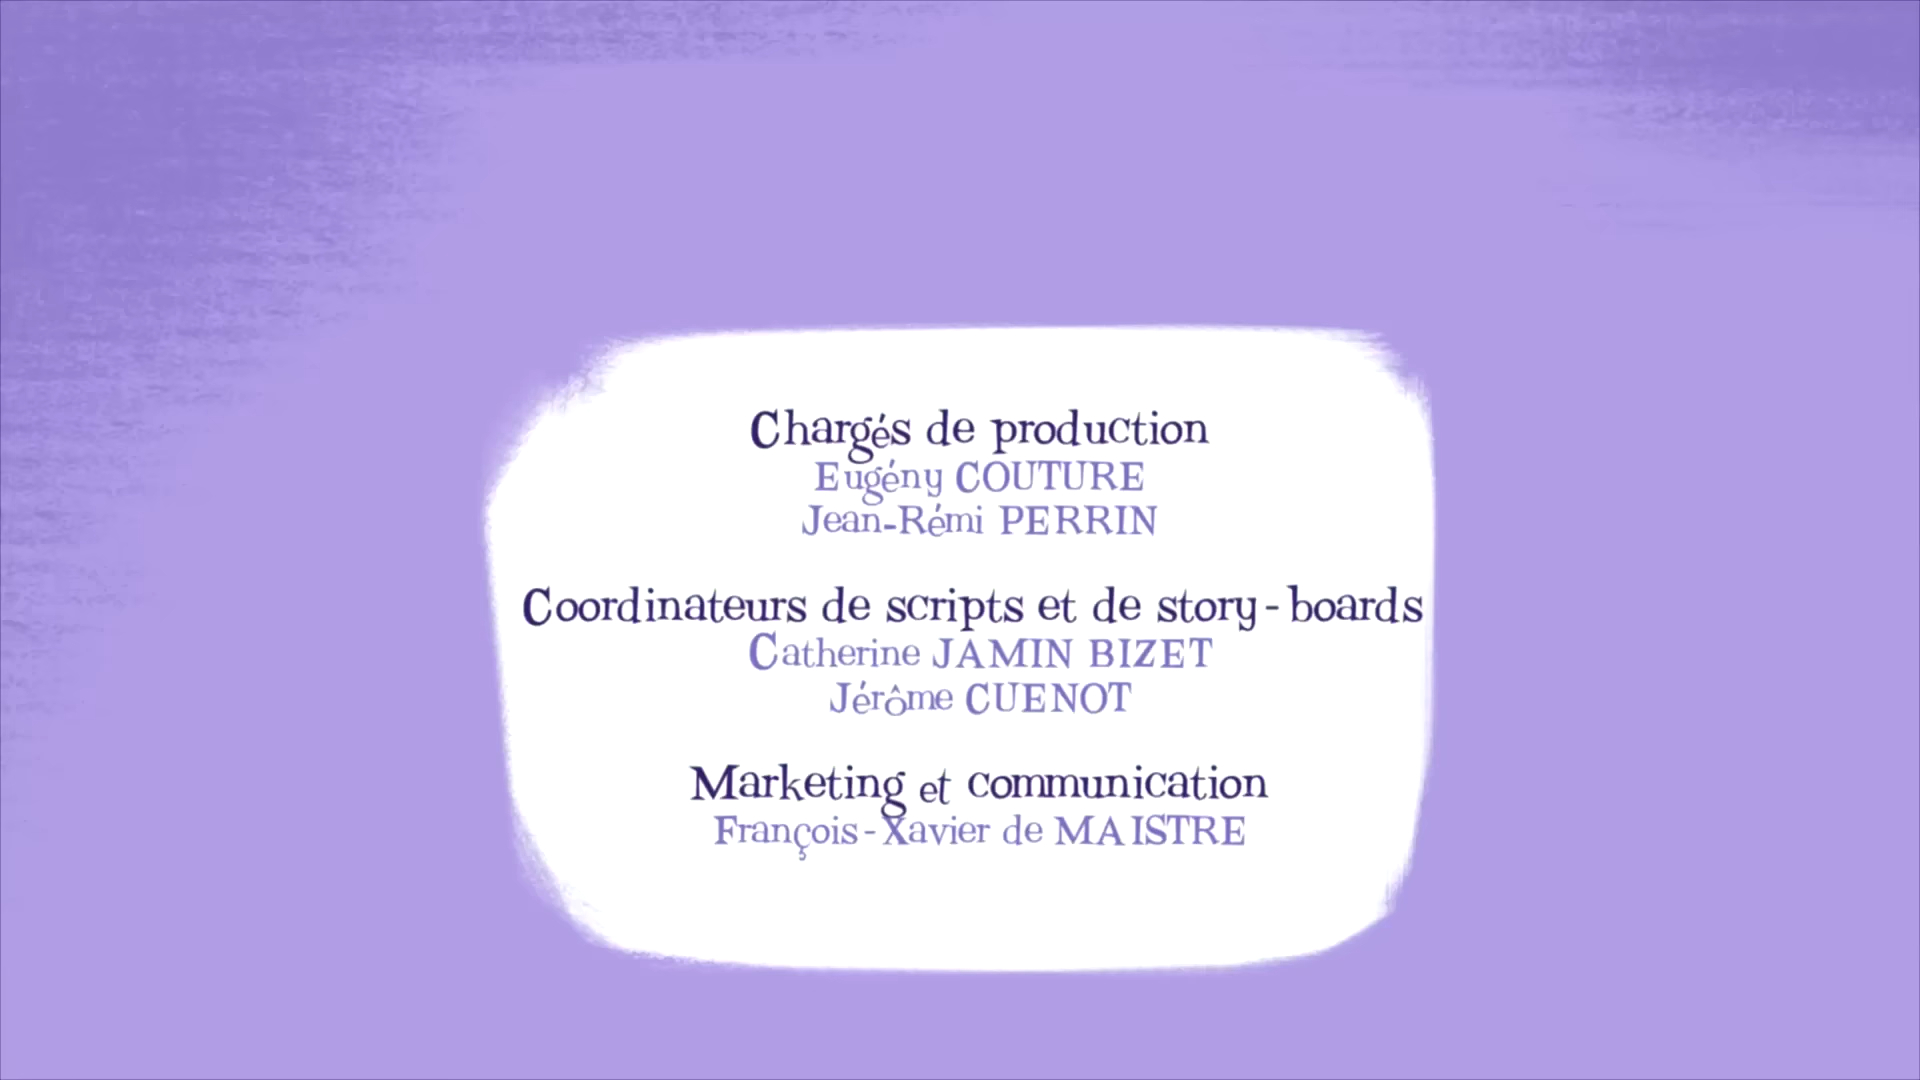 Chargés de production
Eugény COUTURE
Jean-Rémi PERRIN
Coordinateurs de scripts et de story-boards
Catherine JAMIN BIZET
Jérôme CUENOT
Marketing et communication
François-Xavier de MAISTRE